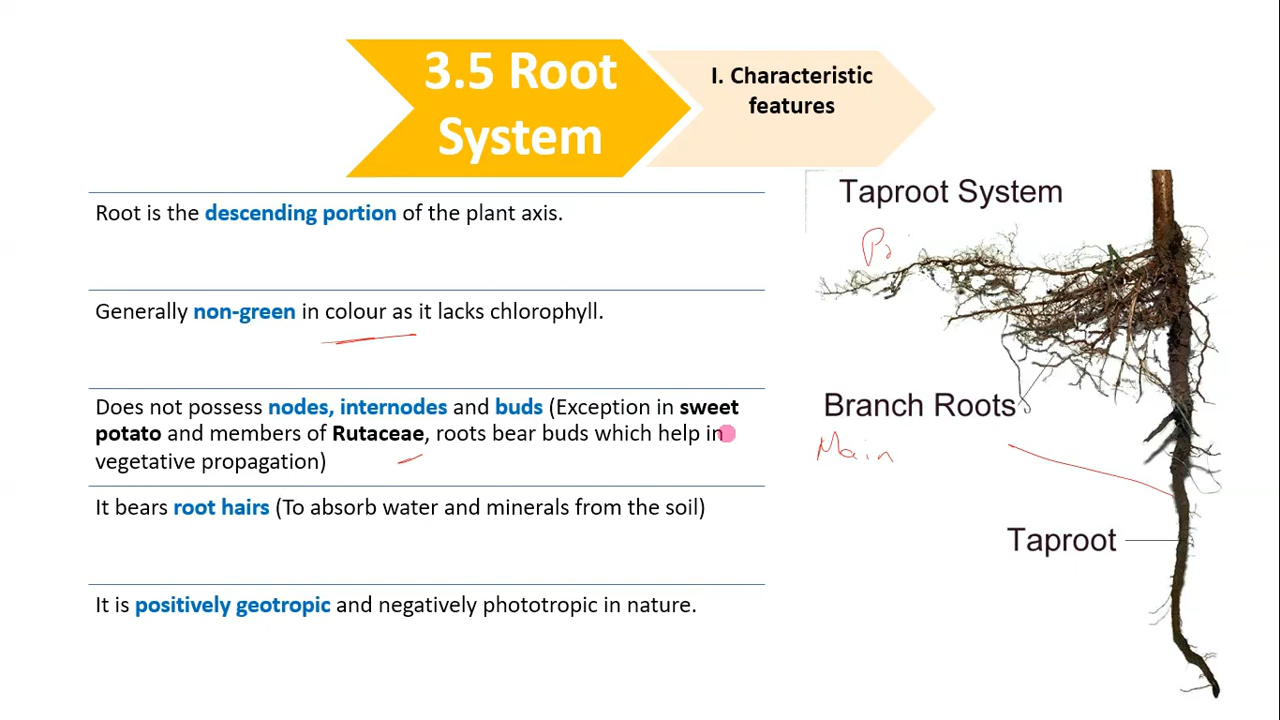 3.5 Root
System
I. Characteristic
features
Root is the descending portion of the plant axis.
Generally non-green in colour as it lacks chlorophyll.
Does not possess nodes, internodes and buds (Exception in sweet
potato and members of Rutaceae, roots bear buds which help in
vegetative propagation)
It bears root hairs (To absorb water and minerals from the soil)
It is positively geotropic and negatively phototropic in nature.
Taproot System
Branch Roots
Main
Taproot